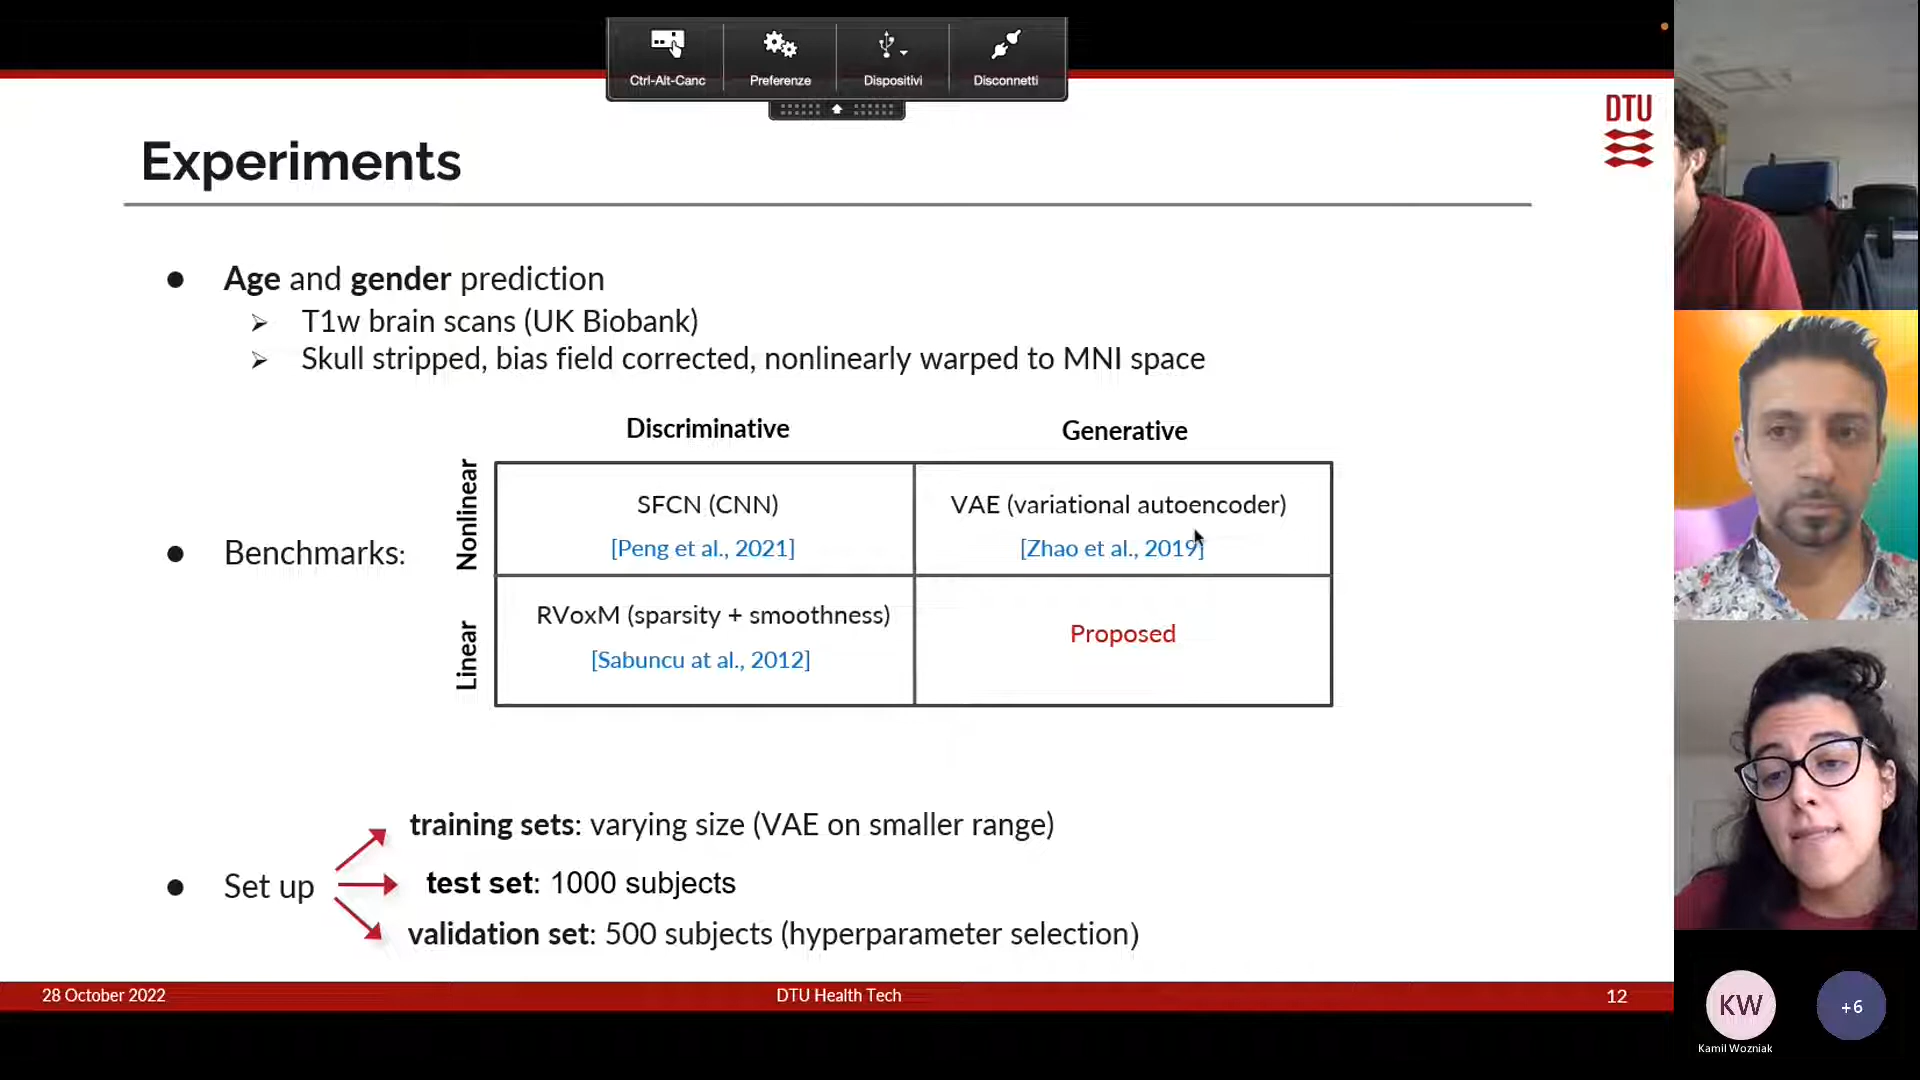 Ctrl-Alt-Canc
Preferenze
Dispositivi
Disconnetti
DTU
Experiments
● Age and gender prediction
➢ T1w brain scans (UK Biobank)
➢ Skull stripped, bias field corrected, nonlinearly warped to MNI space
Discriminative
Generative
Nonlinear
SFCN (CNN)
[Peng et al., 2021]
VAE (variational autoencoder)
[Zhao et al., 2019]
● Benchmarks:
Linear
RVoxM (sparsity + smoothness)
[Sabuncu at al., 2012]
Proposed
training sets: varying size (VAE on smaller range)
● Set up
test set: 1000 subjects
validation set: 500 subjects (hyperparameter selection)
28 October 2022
DTU Health Tech
12
KW
+6
Kamil Wozniak